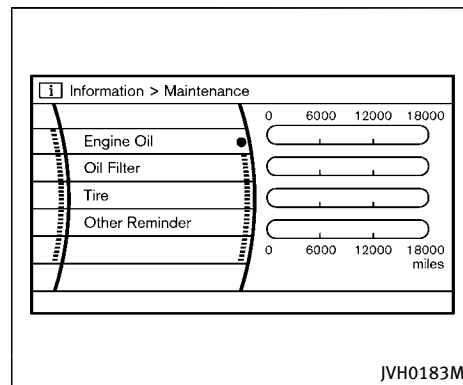 i Information > Maintenance
0 6000 12000 18000
Engine Oil
Oil Filter
Tire
Other Reminder
0 6000 12000 18000
miles
JVH0183M